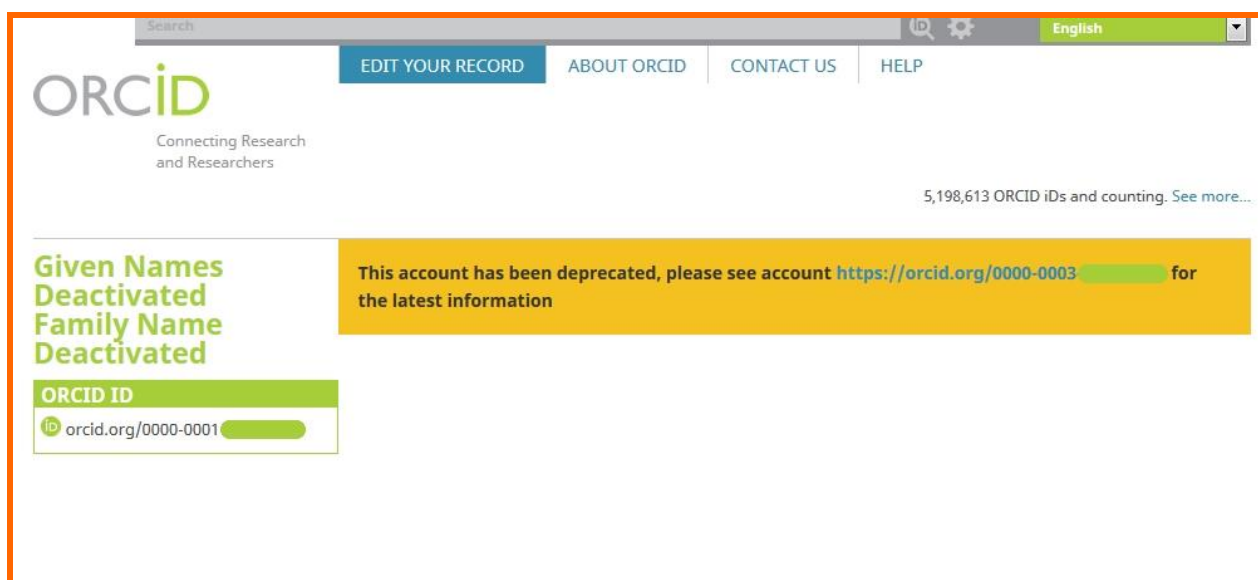 Search
English
EDIT YOUR RECORD
ABOUT ORCID
CONTACT US
HELP
ORCiD
Connecting Research
and Researchers
5,198,613 ORCID iDs and counting. See more...
Given Names
Deactivated
Family Name
Deactivated
This account has been deprecated, please see account https://orcid.org/0000-0003 for
the latest information
ORCID ID
iD orcid.org/0000-0001